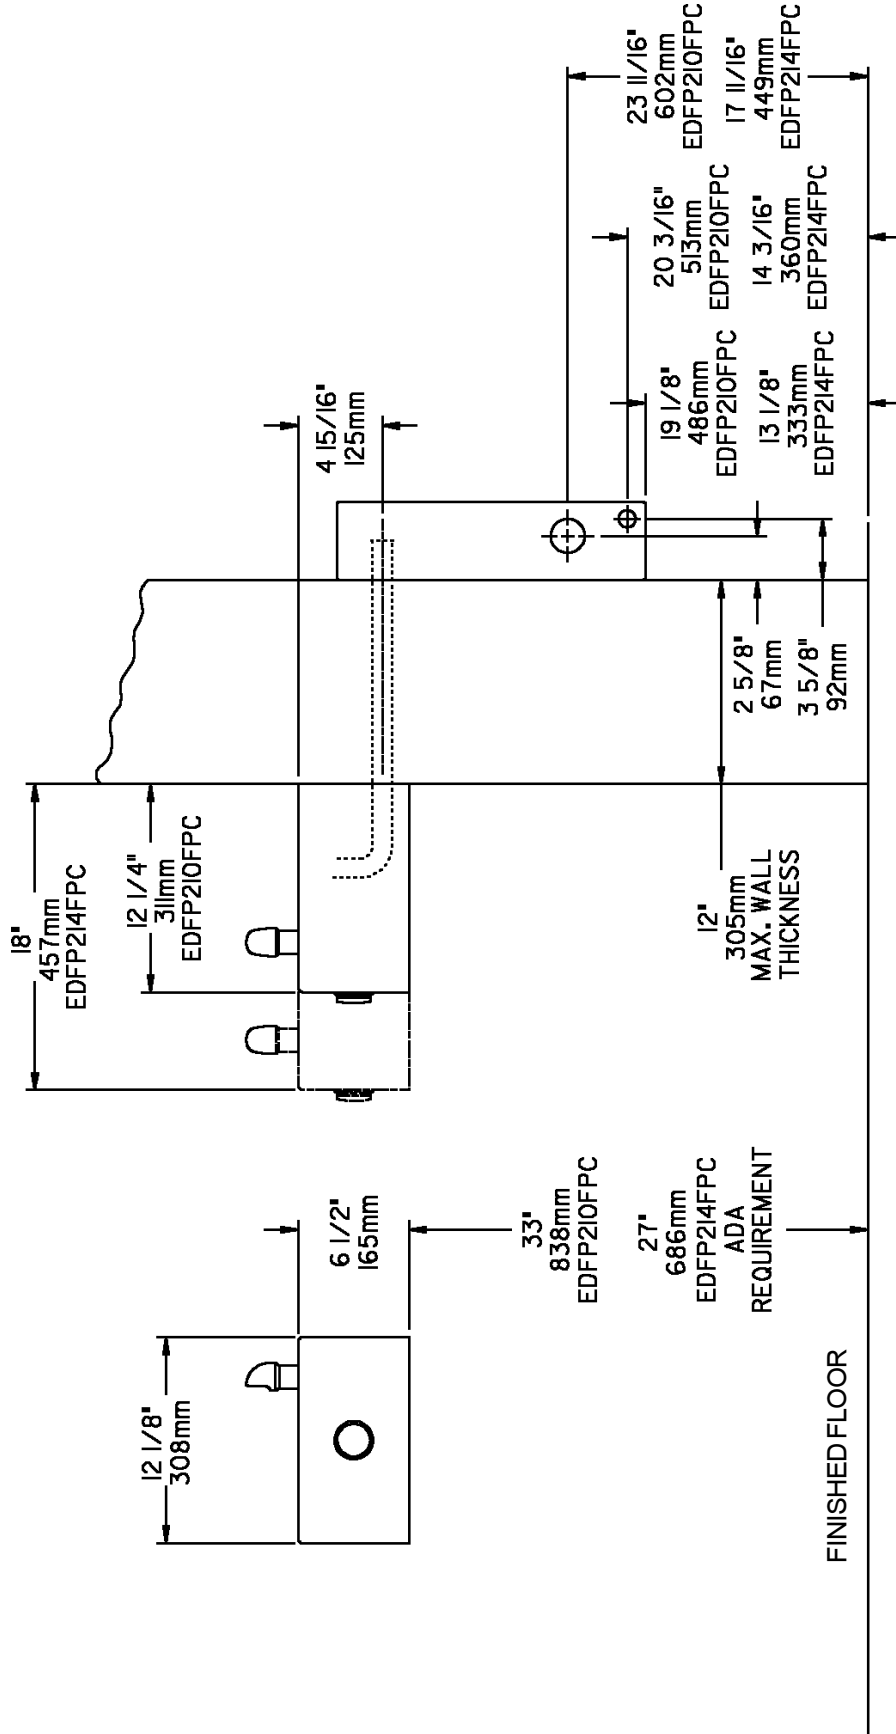 12 1/8"
308mm
6 1/2"
165mm
33"
838mm
EDFP210FPC
27"
686mm
EDFP214FPC
ADA
REQUIREMENT
FINISHED FLOOR
18"
457mm
EDFP214FPC
12 1/4"
311mm
EDFP210FPC
12"
305mm
MAX. WALL
THICKNESS
2 5/8"
67mm
3 5/8"
92mm
4 15/16"
125mm
19 1/8"
486mm
EDFP210FPC
13 1/8"
333mm
EDFP214FPC
20 3/16"
513mm
EDFP210FPC
14 3/16"
360mm
EDFP214FPC
23 11/16"
602mm
EDFP210FPC
17 11/16"
449mm
EDFP214FPC